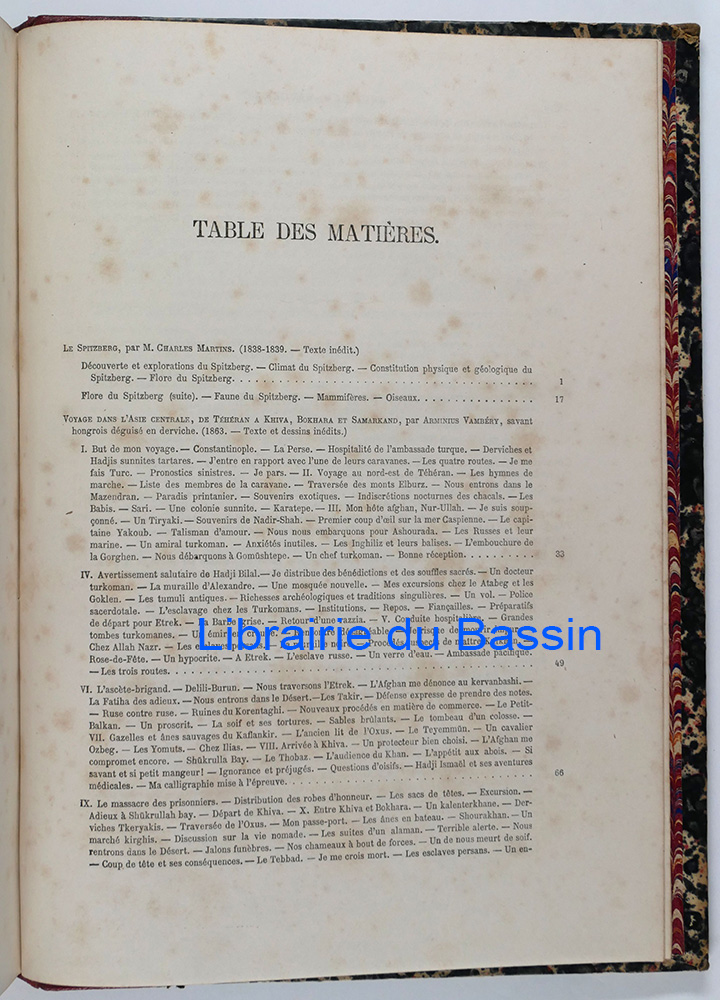 TABLE DES MATIÈRES.
LE SPITZBERG, PAR M. CHARLES MARTINS. (1838-1839. — Texte inédit.)
Découverte et explorations du Spitzberg. — Climat du Spitzberg. — Constitution physique et géologique du
Spitzberg. — Flore du Spitzberg. 1
Flore du Spitzberg (suite). — Faune du Spitzberg. — Mammifères. — Oiseaux. 17
VOYAGE DANS L'ASIE CENTRALE, DE TÉHÉRAN A KHIVA, BOKHARA ET SAMARKAND, par ARMINIUS VAMBÉRY, savant
hongrois déguisé en derviche. (1863. — Texte et dessins inédits.)
I. But de mon voyage. — Constantinople. — La Perse. — Hospitalité de l'ambassade turque. — Derviches et
Hadjis sunnites tartares. — J'entre en rapport avec l'une de leurs caravanes. — Les quatre routes. — Je me
fais Turc. — Pronostics sinistres. — Je pars. — II. Voyage au nord-est de Téhéran. — Les hymnes de
marche. — Liste des membres de la caravane. — Traversée des monts Elburz. — Nous entrons dans le
Mazendran. — Paradis printanier. — Souvenirs exotiques. — Indiscrétions nocturnes des chacals. — Les
Babis. — Sari. — Une colonie sunnite. — Karatepe. — III. Mon hôte afghan, Nur-Ullah. — Je suis soup-
çonné. — Un Tiryaki. — Souvenirs de Nadir-Shah. — Premier coup d'œil sur la mer Caspienne. — Le capi-
taine Yakoub. — Talisman d'amour. — Nous nous embarquons pour Ashourada. — Les Russes et leur
marine. — Un amiral turkoman. — Anxiétés inutiles. — Les Inghiliz et leurs balises. — L'embouchure de
la Gorghen. — Nous débarquons à Gomüshtepe. — Un chef turkoman. — Bonne réception. 33
IV. Avertissement salutaire de Hadji Bilal. — Je distribue des bénédictions et des souffles sacrés. — Un docteur
turkoman. — La muraille d'Alexandre. — Une mosquée nouvelle. — Mes excursions chez le Atabeg et les
Goklen. — Les tumuli antiques. — Richesses archéologiques et traditions singulières. — Un vol. — Police
sacerdotale. — L'esclavage chez les Turkomans. — Institutions. — Repos. — Fiançailles. — Préparatifs
de départ pour Etrek. — La Barbe grise. — Retour d'une razzia. — V. Conduite hospitalière. — Grandes
tombes turkomanes. — Un
Librairie du Bassin
Chez Allah Nazr. — Les
Rose-de-Fête. — Un hypocrite. — A Etrek. — L'esclave russe. — Un verre d'eau. — Ambassade pacifique.
— Les trois routes. 49
VI. L'ascète-brigand. — Delili-Burun. — Nous traversons l'Etrek. — L'Afghan me dénonce au kervanbashi. —
La Fatiha des adieux. — Nous entrons dans le Désert. — Les Takir. — Défense expresse de prendre des notes.
— Ruse contre ruse. — Ruines du Korentaghi. — Nouveaux procédés en matière de commerce. — Le Petit-
Balkan. — Un proscrit. — La soif et ses tortures. — Sables brûlants. — Le tombeau d'un colosse. —
VII. Gazelles et ânes sauvages du Kaflankir. — L'ancien lit de l'Oxus. — Le Teyemmün. — Un cavalier
Ozbeg. — Les Yomuts. — Chez Ilias. — VIII. Arrivée à Khiva. — Un protecteur bien choisi. — L'Afghan me
compromet encore. — Shükrulla Bay. — Le Thobaz. — L'audience du Khan. — L'appétit aux abois. — Si
savant et si petit mangeur! — Ignorance et préjugés. — Questions d'oisifs. — Hadji Ismaël et ses aventures
médicales. — Ma calligraphie mise à l'épreuve. 66
IX. Le massacre des prisonniers. — Distribution des robes d'honneur. — Les sacs de têtes. — Excursion. —
Adieux à Shükrullah bay. — Départ de Khiva. — X. Entre Khiva et Bokhara. — Un kalenterkhane. — Der-
viches Tkeryakis. — Traversée de l'Oxus. — Mon passe-port. — Les ânes en bateau. — Shourakhan. — Un
marché kirghis. — Discussion sur la vie nomade. — Les suites d'un alaman. — Terrible alerte. — Nous
rentrons dans le Désert. — Jalons funèbres. — Nos chameaux à bout de forces. — Un de nous meurt de soif.
— Coup de tête et ses conséquences. — Le Tebbad. — Je me crois mort. — Les esclaves persans. — Un en-